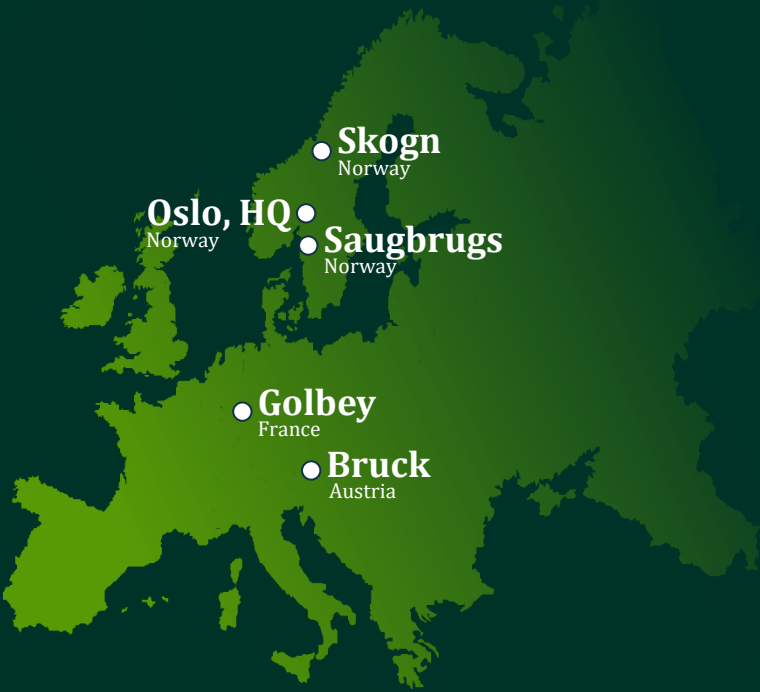 Skogn
Norway
Oslo, HQ
Norway
Saugbrugs
Norway
Golbey
France
Bruck
Austria